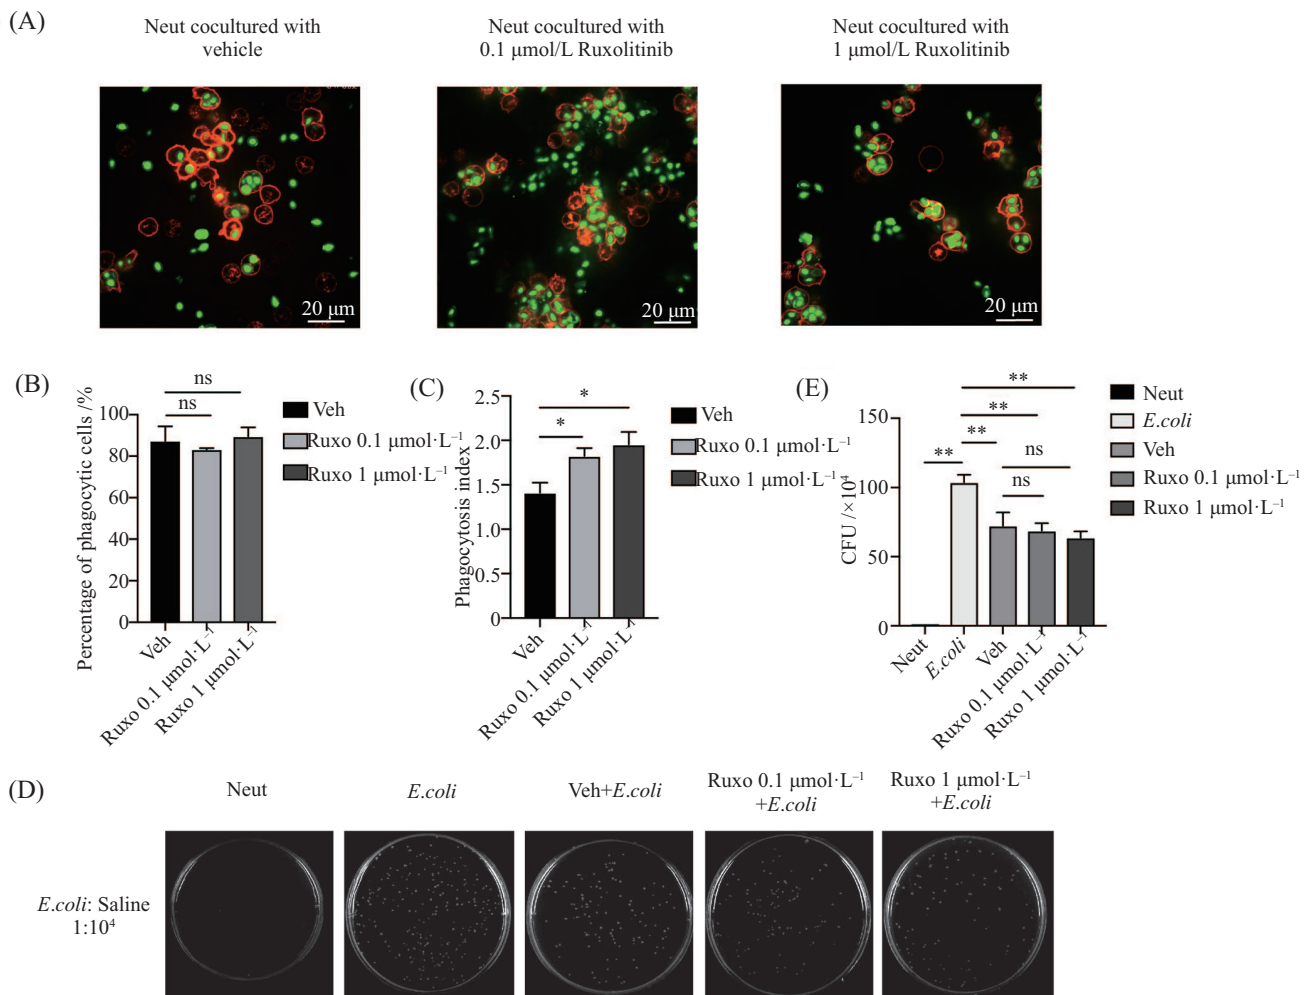 (A)
Neut cocultured with
vehicle
Neut cocultured with
0.1 μmol/L Ruxolitinib
Neut cocultured with
1 μmol/L Ruxolitinib
20 μm
20 μm
20 μm
(B)
Percentage of phagocytic cells /%
100
80
60
40
20
0
ns
ns
Veh
Ruxo 0.1 μmol·L⁻¹
Ruxo 1 μmol·L⁻¹
Veh
Ruxo 0.1 μmol·L⁻¹
Ruxo 1 μmol·L⁻¹
(C)
Phagocytosis index
2.5
2.0
1.5
1.0
0.5
0
*
*
Veh
Ruxo 0.1 μmol·L⁻¹
Ruxo 1 μmol·L⁻¹
Veh
Ruxo 0.1 μmol·L⁻¹
Ruxo 1 μmol·L⁻¹
(E)
CFU /×10⁴
150
100
50
0
**
**
**
**
ns
ns
Neut
E.coli
Veh
Ruxo 0.1 μmol·L⁻¹
Ruxo 1 μmol·L⁻¹
Neut
E.coli
Veh
Ruxo 0.1 μmol·L⁻¹
Ruxo 1 μmol·L⁻¹
(D)
Neut
E.coli
Veh+E.coli
Ruxo 0.1 μmol·L⁻¹
+E.coli
Ruxo 1 μmol·L⁻¹
+E.coli
E.coli: Saline
1:10⁴